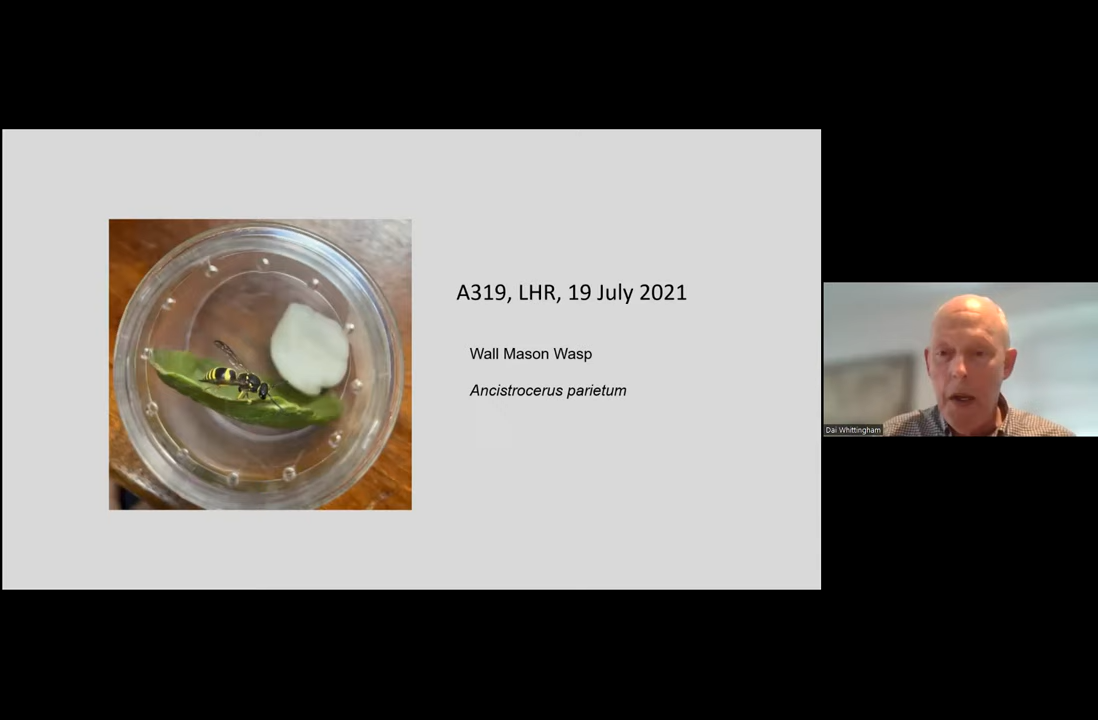 A319, LHR, 19 July 2021
Wall Mason Wasp
Ancistrocerus parietum
Dai Whittingham